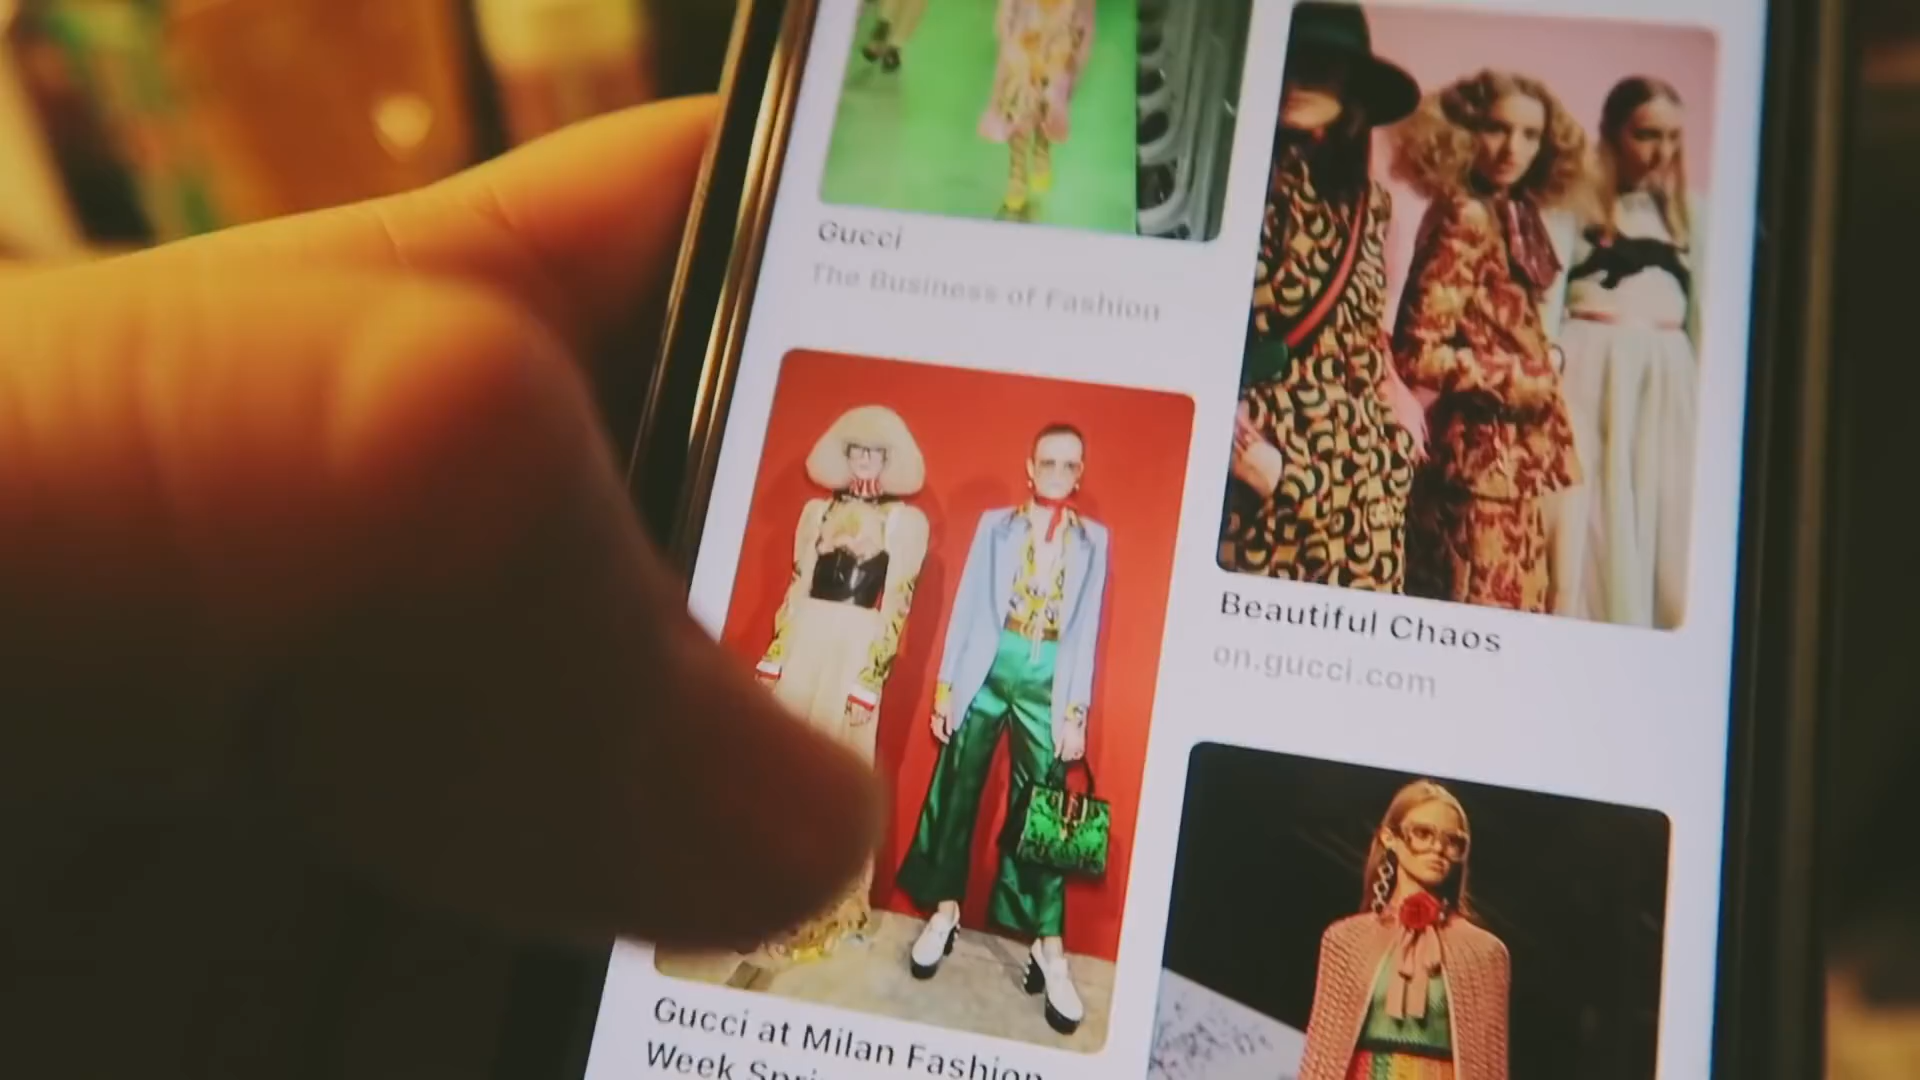 Gucci
The Business of Fashion
Beautiful Chaos
on.gucci.com
Gucci at Milan Fashion
Week